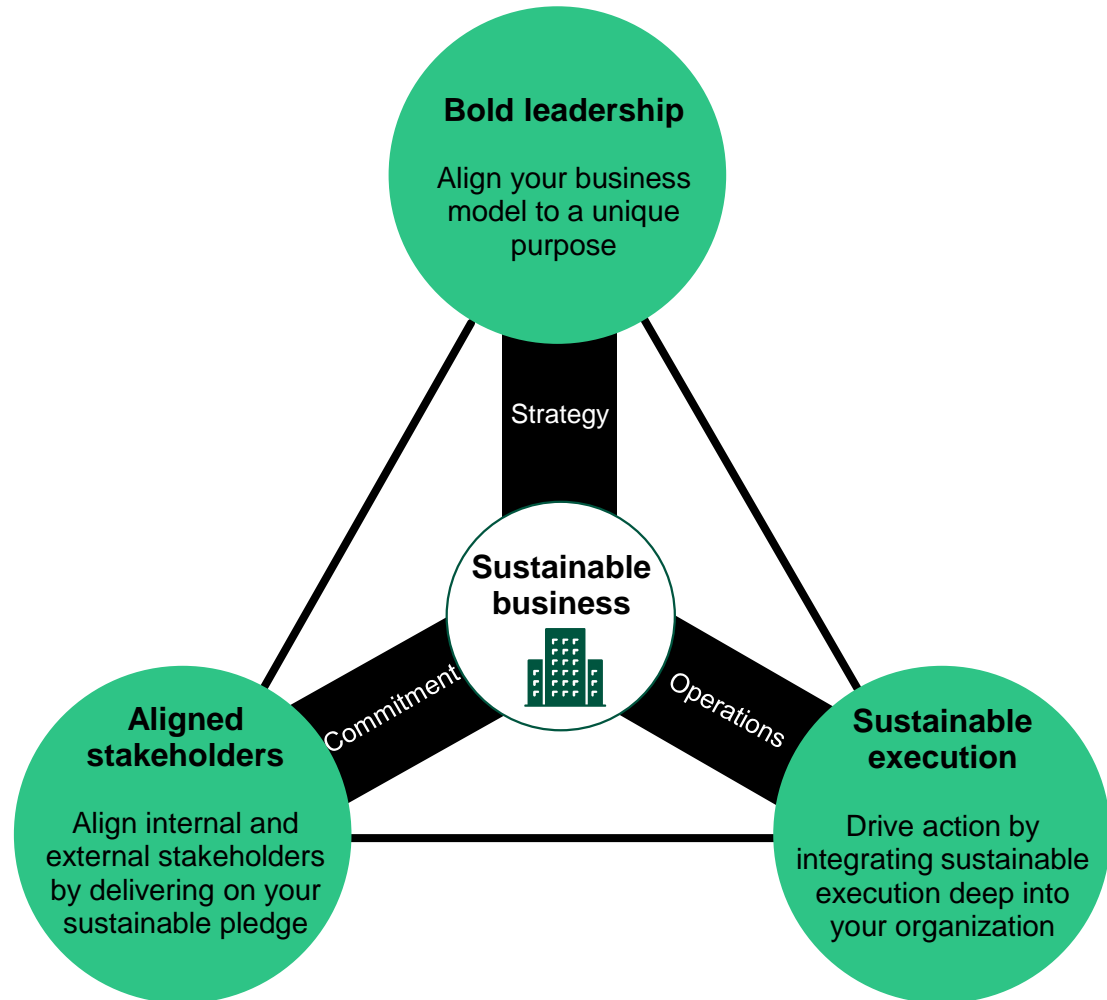 Bold leadership
Align your business
model to a unique
purpose
Strategy
Sustainable
business
Commitment
Operations
Aligned
stakeholders
Align internal and
external stakeholders
by delivering on your
sustainable pledge
Sustainable
execution
Drive action by
integrating sustainable
execution deep into
your organization